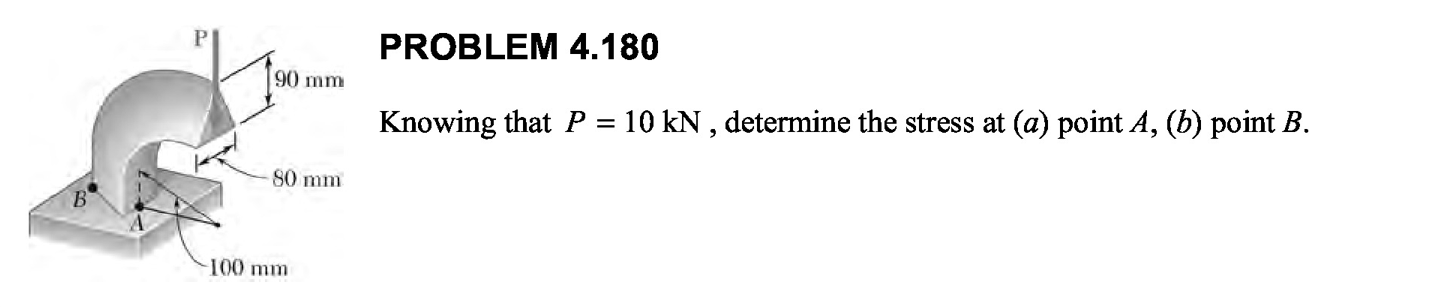 P
PROBLEM 4.180
90 mm
Knowing that P = 10 kN , determine the stress at (a) point A, (b) point B.
80 mm
B
A
100 mm